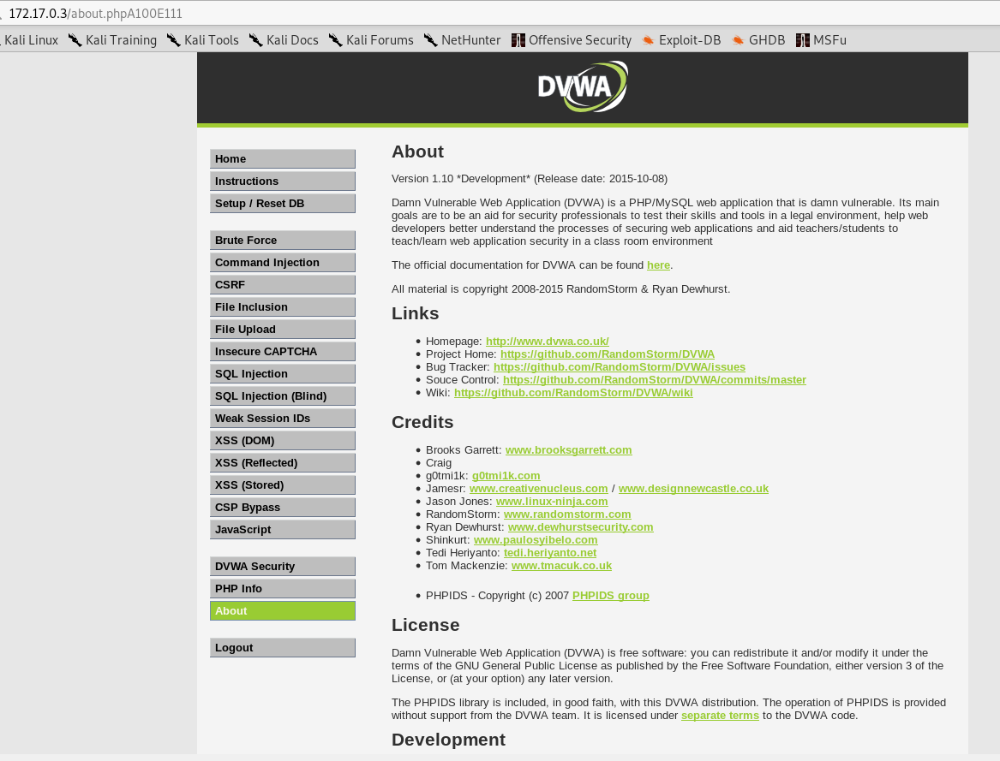 172.17.0.3/about.phpA100E111
Kali Linux Kali Training Kali Tools Kali Docs Kali Forums NetHunter Offensive Security Exploit-DB GHDB MSFu
DVWA
Home
Instructions
Setup / Reset DB
Brute Force
Command Injection
CSRF
File Inclusion
File Upload
Insecure CAPTCHA
SQL Injection
SQL Injection (Blind)
Weak Session IDs
XSS (DOM)
XSS (Reflected)
XSS (Stored)
CSP Bypass
JavaScript
DVWA Security
PHP Info
About
Logout
About
Version 1.10 *Development* (Release date: 2015-10-08)
Damn Vulnerable Web Application (DVWA) is a PHP/MySQL web application that is damn vulnerable. Its main
goals are to be an aid for security professionals to test their skills and tools in a legal environment, help web
developers better understand the processes of securing web applications and aid teachers/students to
teach/learn web application security in a class room environment
The official documentation for DVWA can be found here.
All material is copyright 2008-2015 RandomStorm & Ryan Dewhurst.
Links
• Homepage: http://www.dvwa.co.uk/
• Project Home: https://github.com/RandomStorm/DVWA
• Bug Tracker: https://github.com/RandomStorm/DVWA/issues
• Souce Control: https://github.com/RandomStorm/DVWA/commits/master
• Wiki: https://github.com/RandomStorm/DVWA/wiki
Credits
• Brooks Garrett: www.brooksgarrett.com
• Craig
• g0tmi1k: g0tmi1k.com
• Jamesr: www.creativenucleus.com / www.designnewcastle.co.uk
• Jason Jones: www.linux-ninja.com
• RandomStorm: www.randomstorm.com
• Ryan Dewhurst: www.dewhurstsecurity.com
• Shinkurt: www.paulosyibelo.com
• Tedi Heriyanto: tedi.heriyanto.net
• Tom Mackenzie: www.tmacuk.co.uk
• PHPIDS - Copyright (c) 2007 PHPIDS group
License
Damn Vulnerable Web Application (DVWA) is free software: you can redistribute it and/or modify it under the
terms of the GNU General Public License as published by the Free Software Foundation, either version 3 of the
License, or (at your option) any later version.
The PHPIDS library is included, in good faith, with this DVWA distribution. The operation of PHPIDS is provided
without support from the DVWA team. It is licensed under separate terms to the DVWA code.
Development